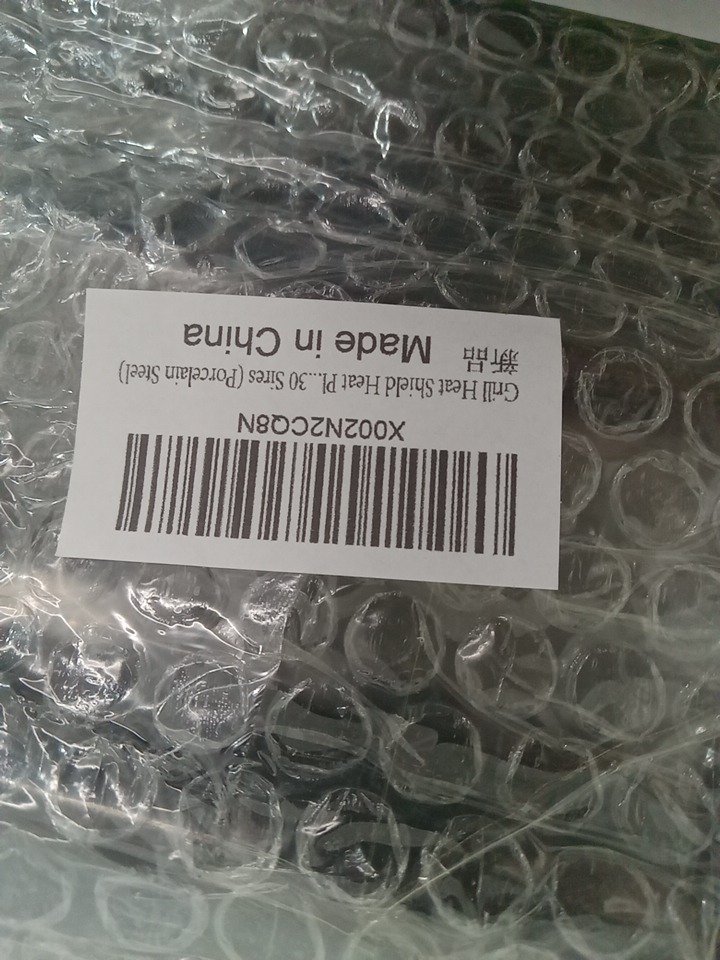 X002N2CQ8N
Grill Heat Shield Heat Pl...30 Sires (Porcelain Steel)
新品 Made in China